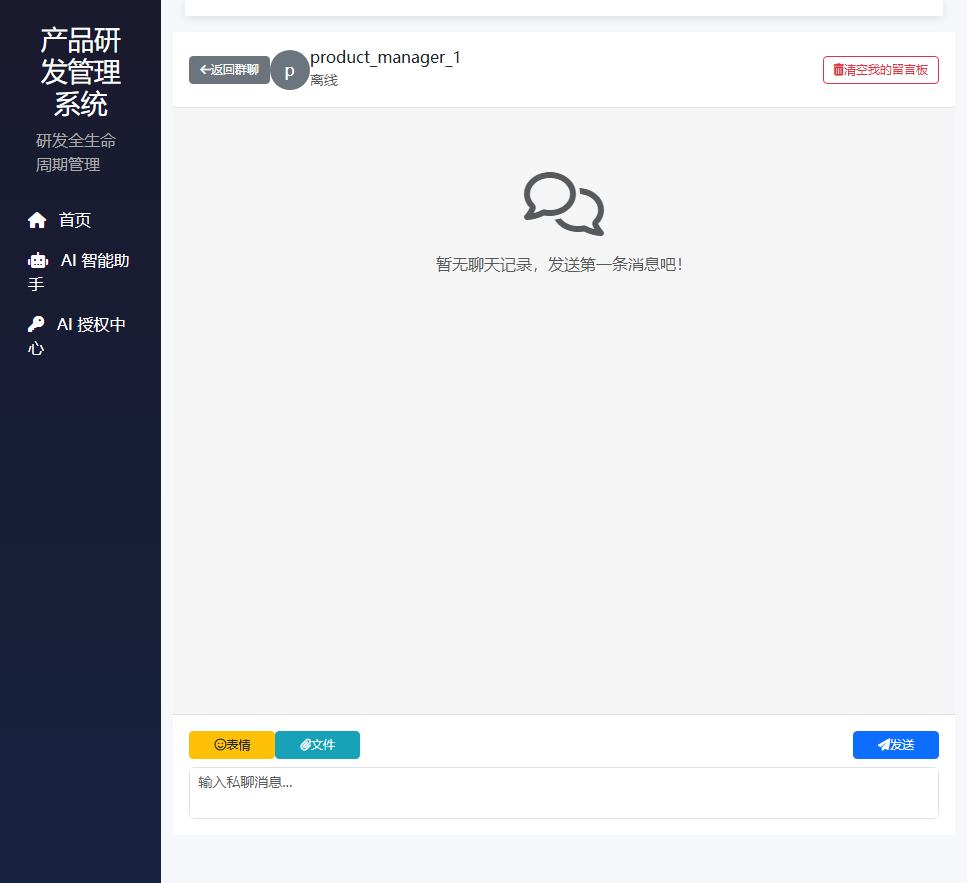 产品研
发管理
系统
研发全生命
周期管理
首页
AI 智能助
手
AI 授权中
心
返回群聊
p
product_manager_1
离线
清空我的留言板
暂无聊天记录，发送第一条消息吧！
表情
文件
发送
输入私聊消息...